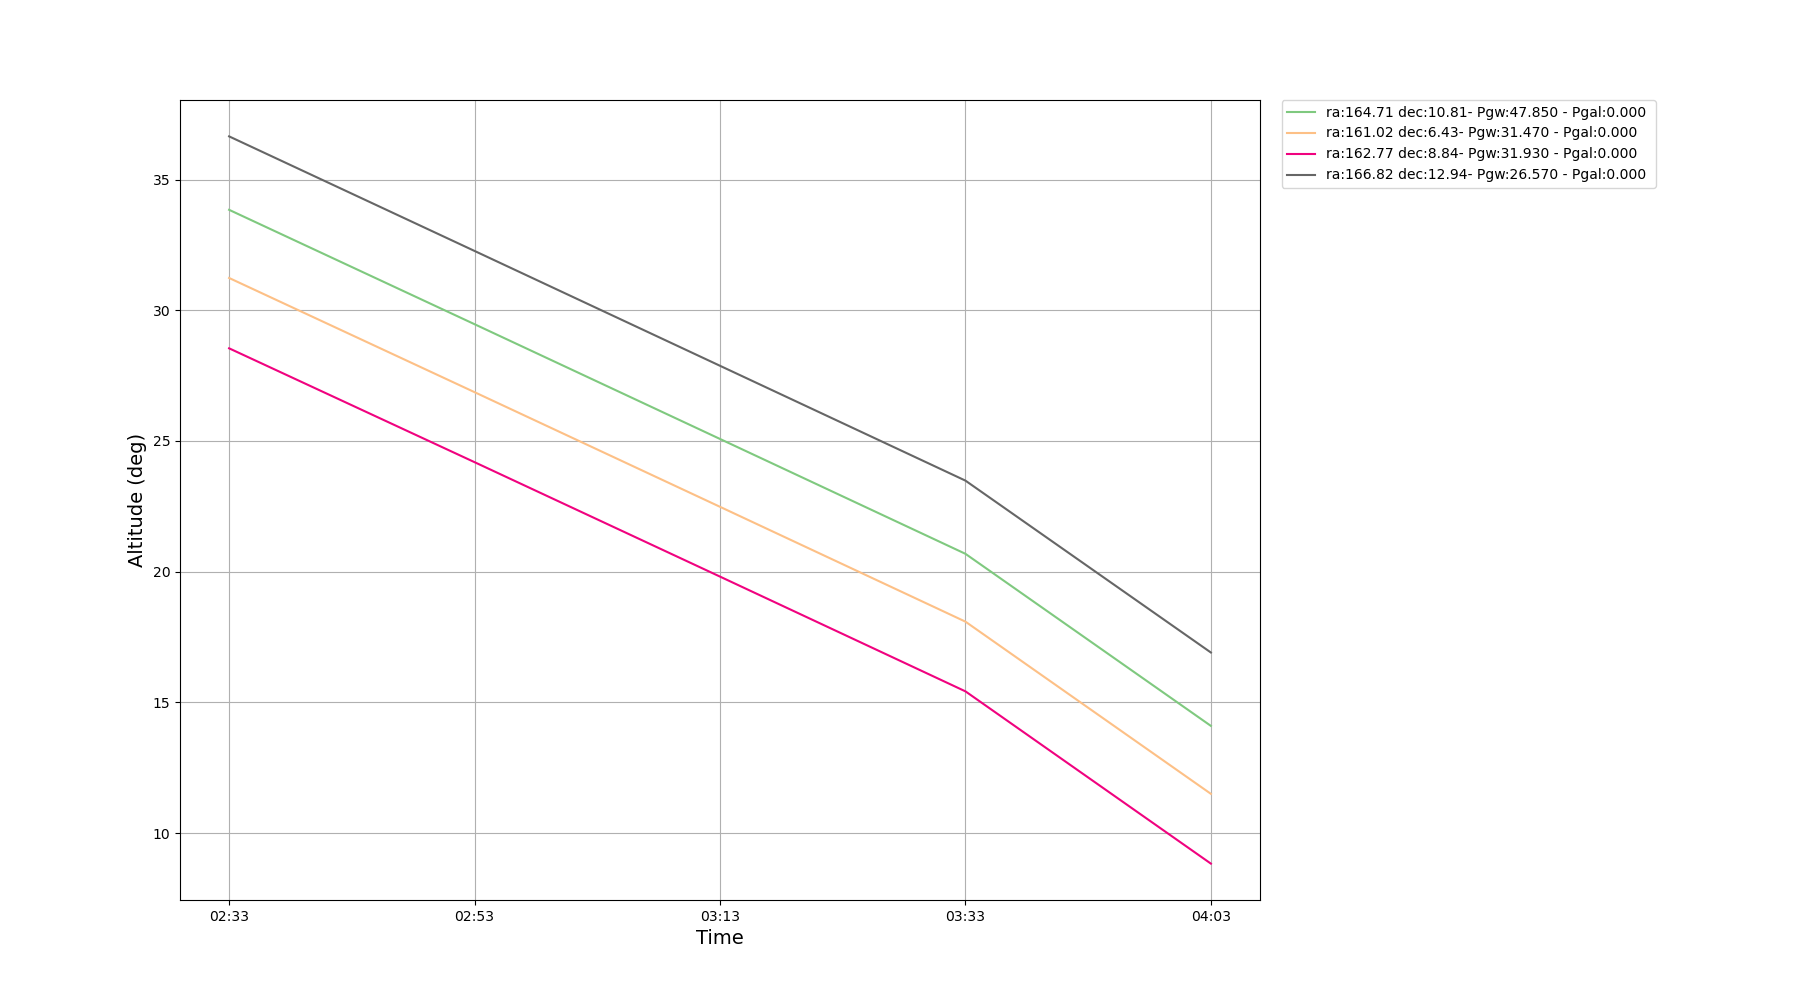 ra:164.71 dec:10.81- Pgw:47.850 - Pgal:0.000
ra:161.02 dec:6.43- Pgw:31.470 - Pgal:0.000
ra:162.77 dec:8.84- Pgw:31.930 - Pgal:0.000
ra:166.82 dec:12.94- Pgw:26.570 - Pgal:0.000
35
30
25
20
15
10
Altitude (deg)
02:33 02:53 03:13 03:33 04:03
Time